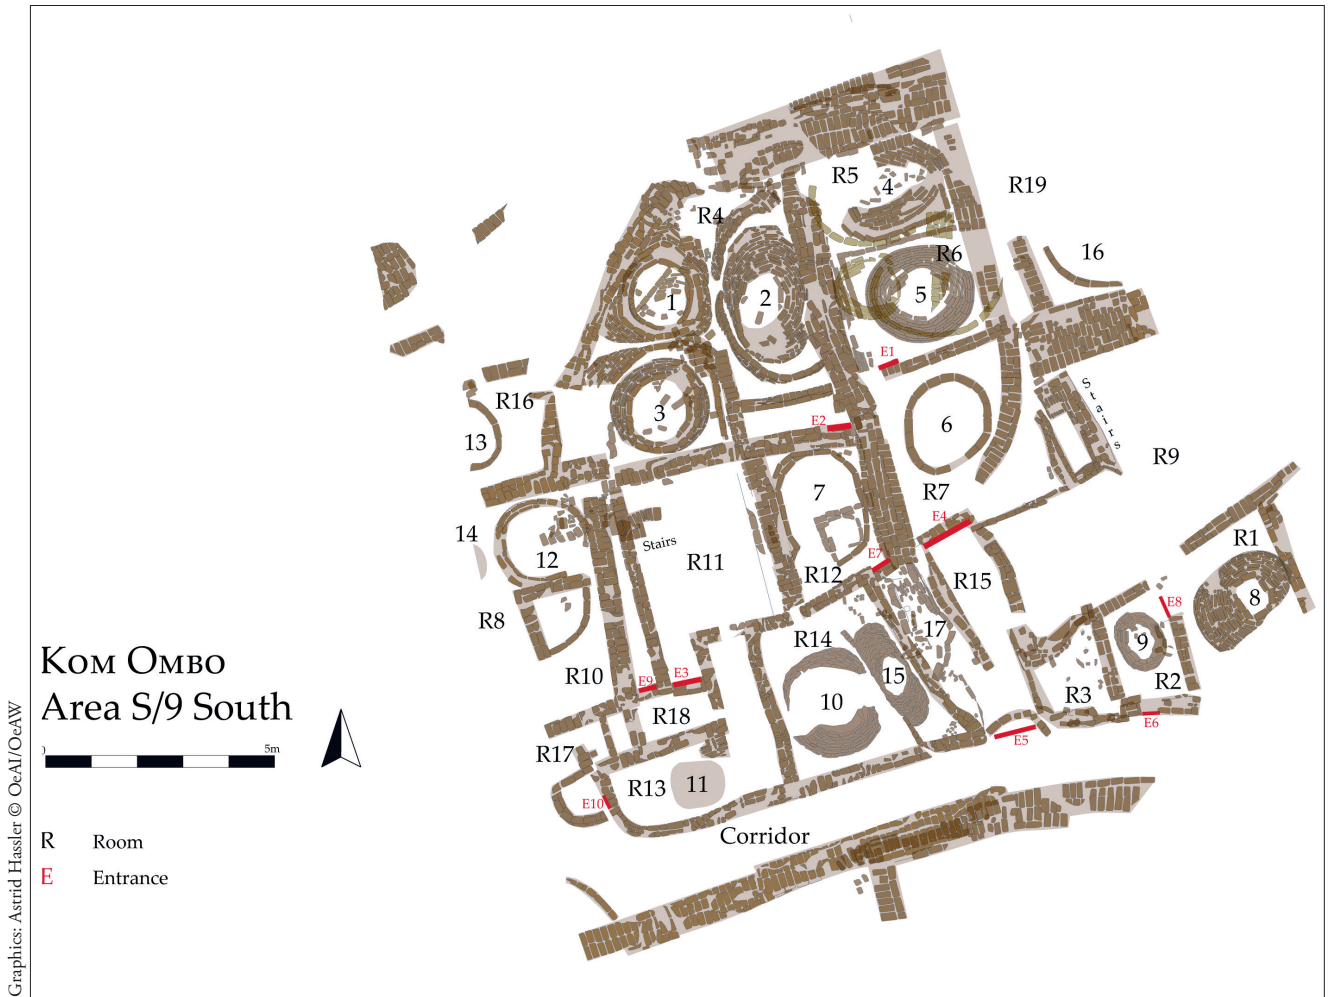 R5
4
R19
R4
R6
16
1
2
5
E1
Stairs
R16
3
E2
6
13
R9
7
R7
14
E4
Stairs
12
R11
E7
R12
R15
R1
R8
E8
8
17
R14
9
Kom Ombo
Area S/9 South
R10
E9
E3
15
R2
10
R3
R18
E6
E5
0
5m
R17
R13
11
E10
Corridor
R
Room
E
Entrance
Graphics: Astrid Hassler © OeAI/OeAW